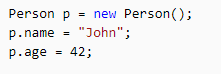 Person p = new Person();
p.name = "John";
p.age = 42;